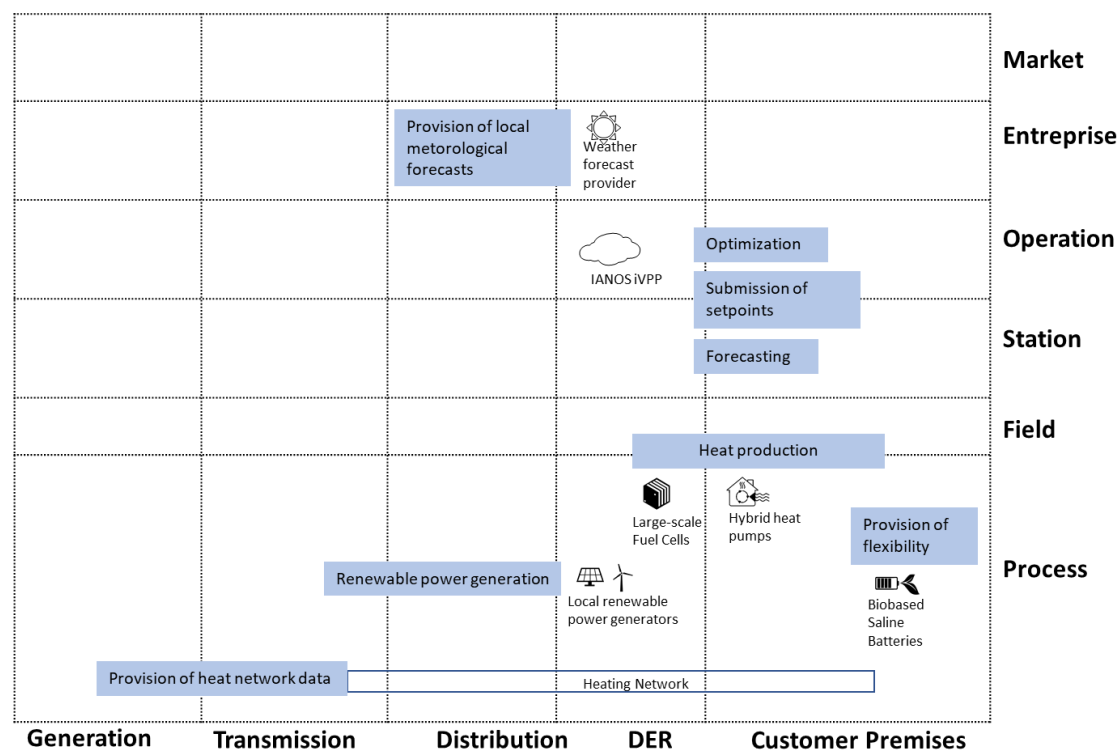 Market
Provision of local
metorological
forecasts
Weather
forecast
provider
Entreprise
Optimization
Operation
IANOS iVPP
Submission of
setpoints
Forecasting
Station
Field
Heat production
Large-scale
Fuel Cells
Hybrid heat
pumps
Provision of
flexibility
Process
Renewable power generation
Local renewable
power generators
Biobased
Saline
Batteries
Provision of heat network data
Heating Network
Generation
Transmission
Distribution
DER
Customer Premises